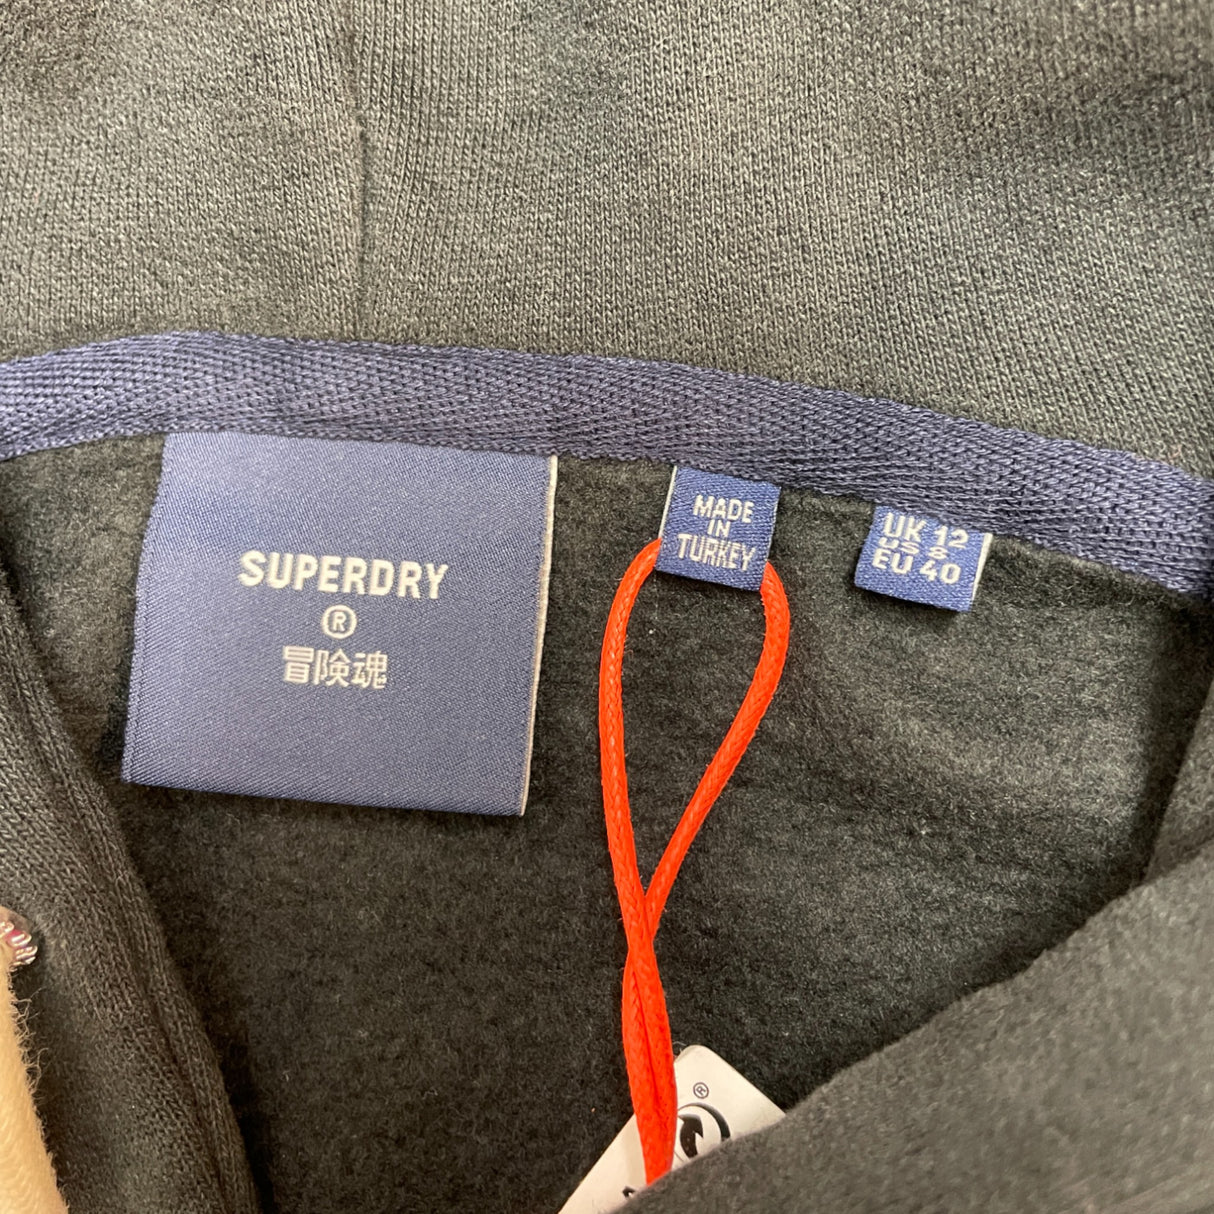 SUPERDRY
®
冒険魂
MADE
IN
TURKEY
UK 12
US 8
EU 40
®